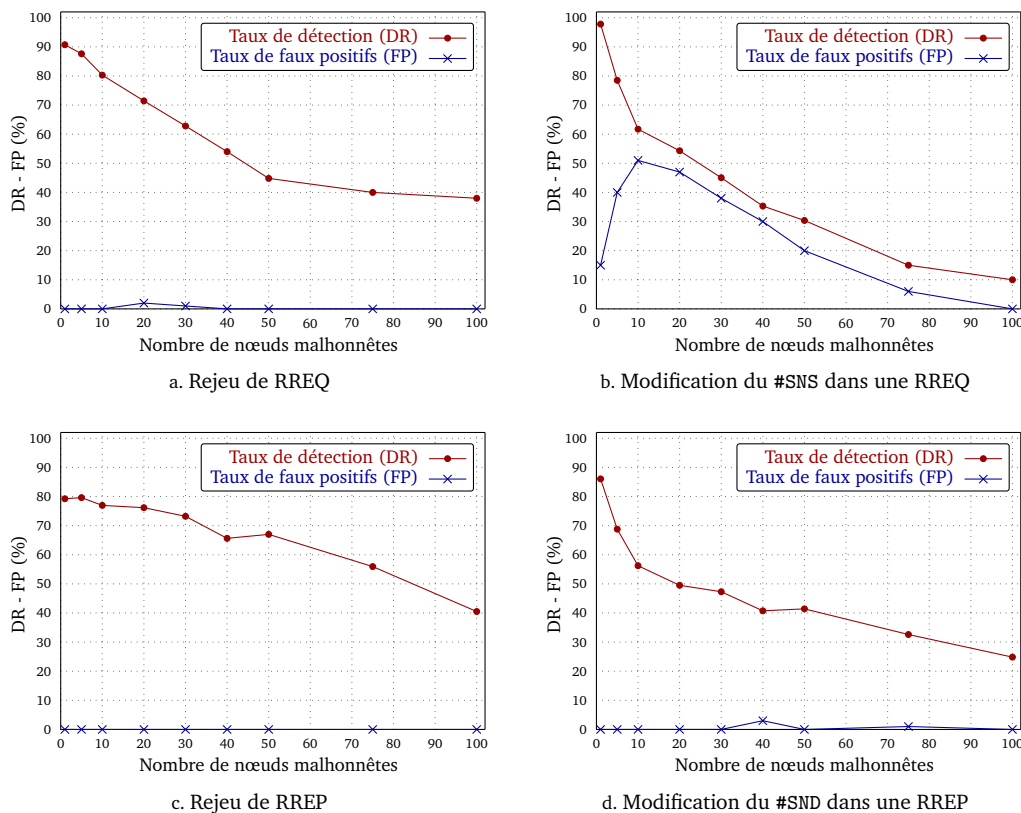 100
90
80
70
60
50
40
30
20
10
0
DR - FP (%)
Taux de détection (DR)
Taux de faux positifs (FP)
0 10 20 30 40 50 60 70 80 90 100
Nombre de nœuds malhonnêtes
a. Rejeu de RREQ
100
90
80
70
60
50
40
30
20
10
0
DR - FP (%)
Taux de détection (DR)
Taux de faux positifs (FP)
0 10 20 30 40 50 60 70 80 90 100
Nombre de nœuds malhonnêtes
b. Modification du #SNS dans une RREQ
100
90
80
70
60
50
40
30
20
10
0
DR - FP (%)
Taux de détection (DR)
Taux de faux positifs (FP)
0 10 20 30 40 50 60 70 80 90 100
Nombre de nœuds malhonnêtes
c. Rejeu de RREP
100
90
80
70
60
50
40
30
20
10
0
DR - FP (%)
Taux de détection (DR)
Taux de faux positifs (FP)
0 10 20 30 40 50 60 70 80 90 100
Nombre de nœuds malhonnêtes
d. Modification du #SND dans une RREP